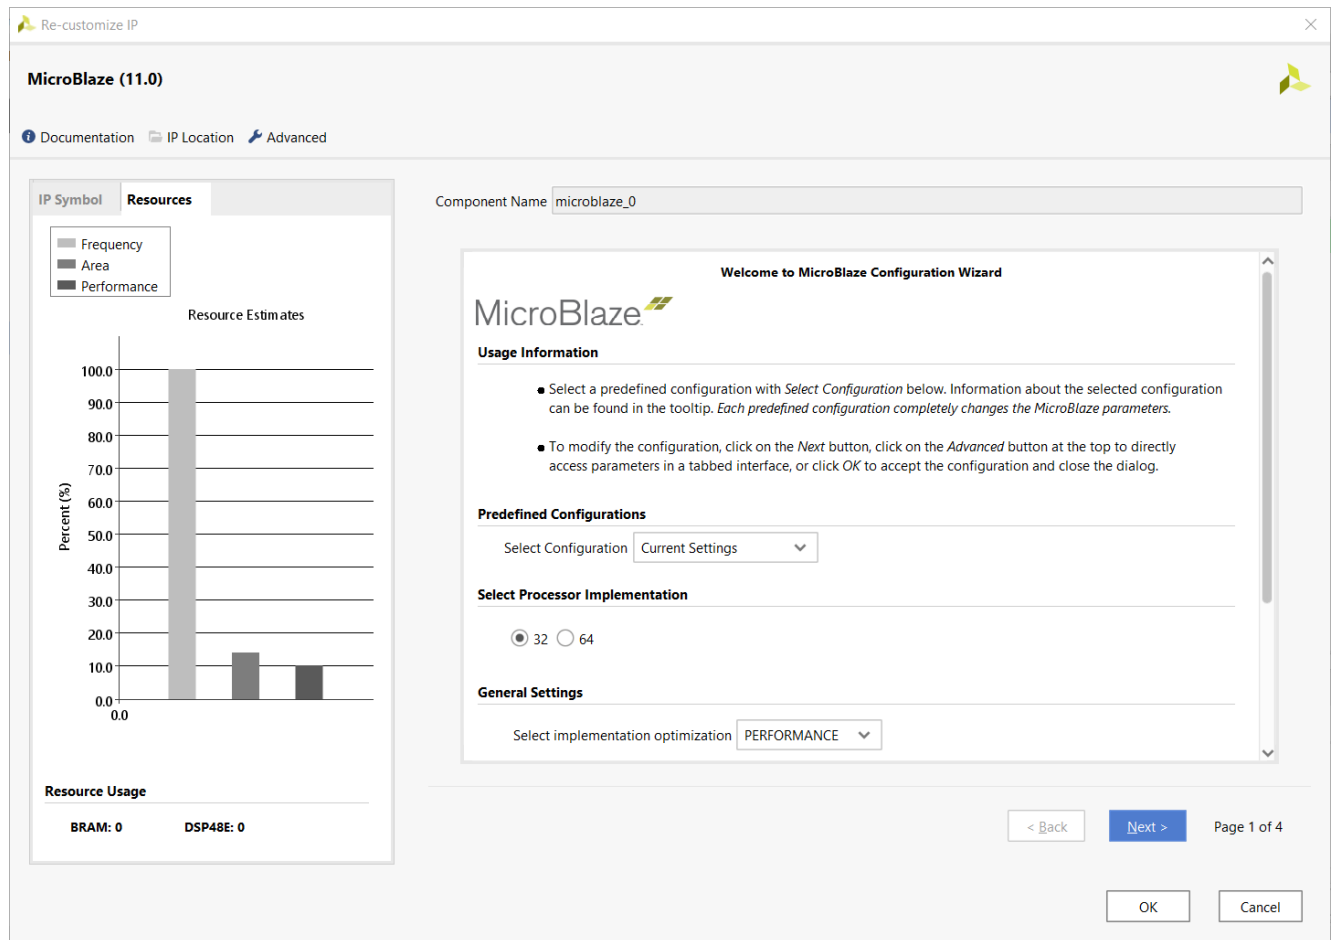 Re-customize IP
MicroBlaze (11.0)
Documentation IP Location Advanced
IP Symbol Resources
Frequency
Area
Performance
Resource Estimates
Percent (%)
100.0
90.0
80.0
70.0
60.0
50.0
40.0
30.0
20.0
10.0
0.0
0.0
Resource Usage
BRAM: 0 DSP48E: 0
Component Name microblaze_0
Welcome to MicroBlaze Configuration Wizard
MicroBlaze
Usage Information
Select a predefined configuration with Select Configuration below. Information about the selected configuration
can be found in the tooltip. Each predefined configuration completely changes the MicroBlaze parameters.
To modify the configuration, click on the Next button, click on the Advanced button at the top to directly
access parameters in a tabbed interface, or click OK to accept the configuration and close the dialog.
Predefined Configurations
Select Configuration Current Settings
Select Processor Implementation
32 64
General Settings
Select implementation optimization PERFORMANCE
< Back Next > Page 1 of 4
OK Cancel